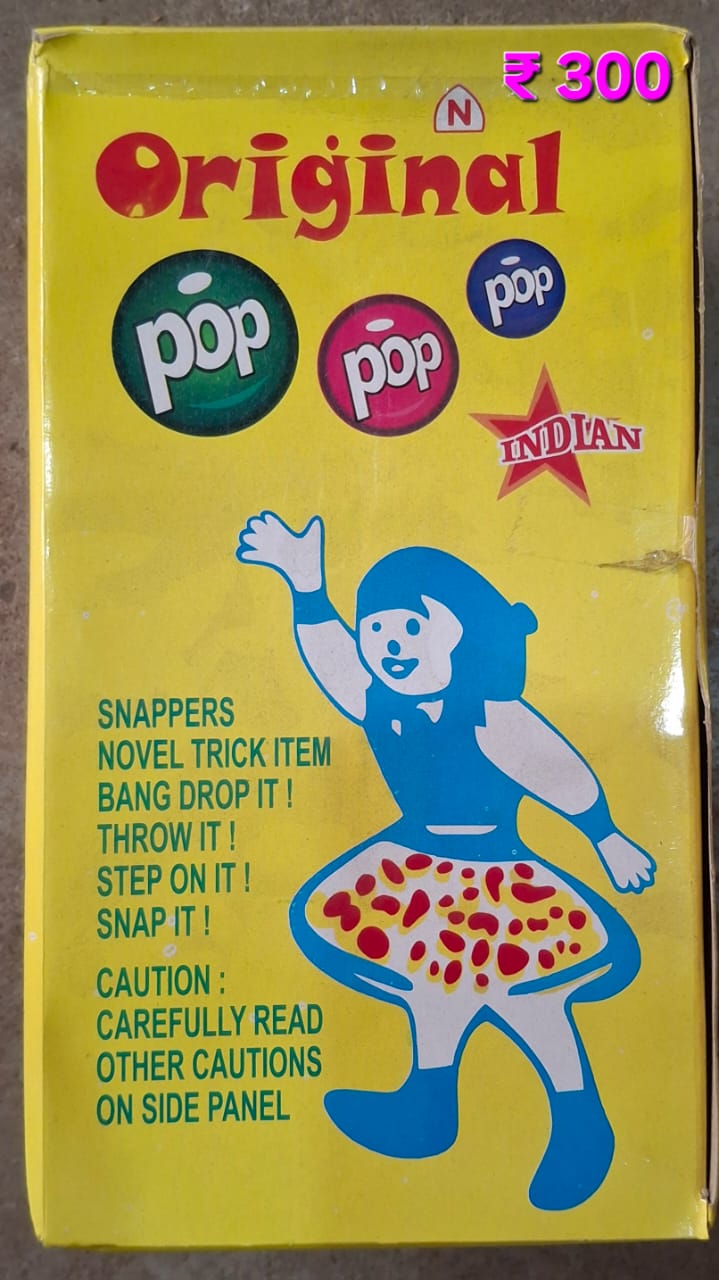 ₹ 300
N
Original
pop
pop
pop
INDIAN
SNAPPERS
NOVEL TRICK ITEM
BANG DROP IT !
THROW IT !
STEP ON IT !
SNAP IT !
CAUTION :
CAREFULLY READ
OTHER CAUTIONS
ON SIDE PANEL